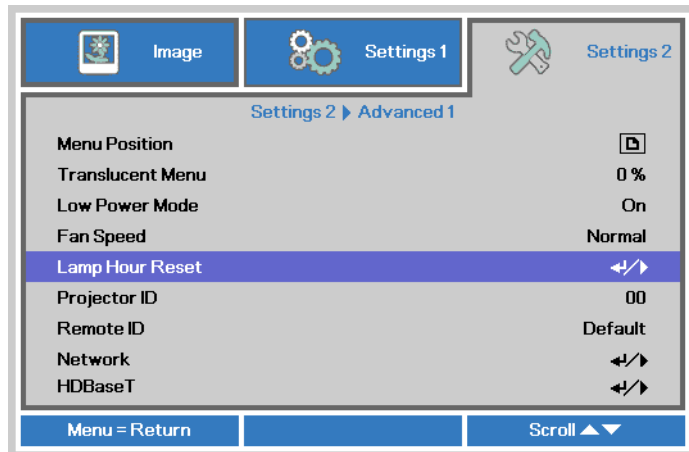 Image
Settings 1
Settings 2
Settings 2 Advanced 1
Menu Position
Translucent Menu 0 %
Low Power Mode On
Fan Speed Normal
Lamp Hour Reset
Projector ID 00
Remote ID Default
Network
HDBaseT
Menu = Return Scroll